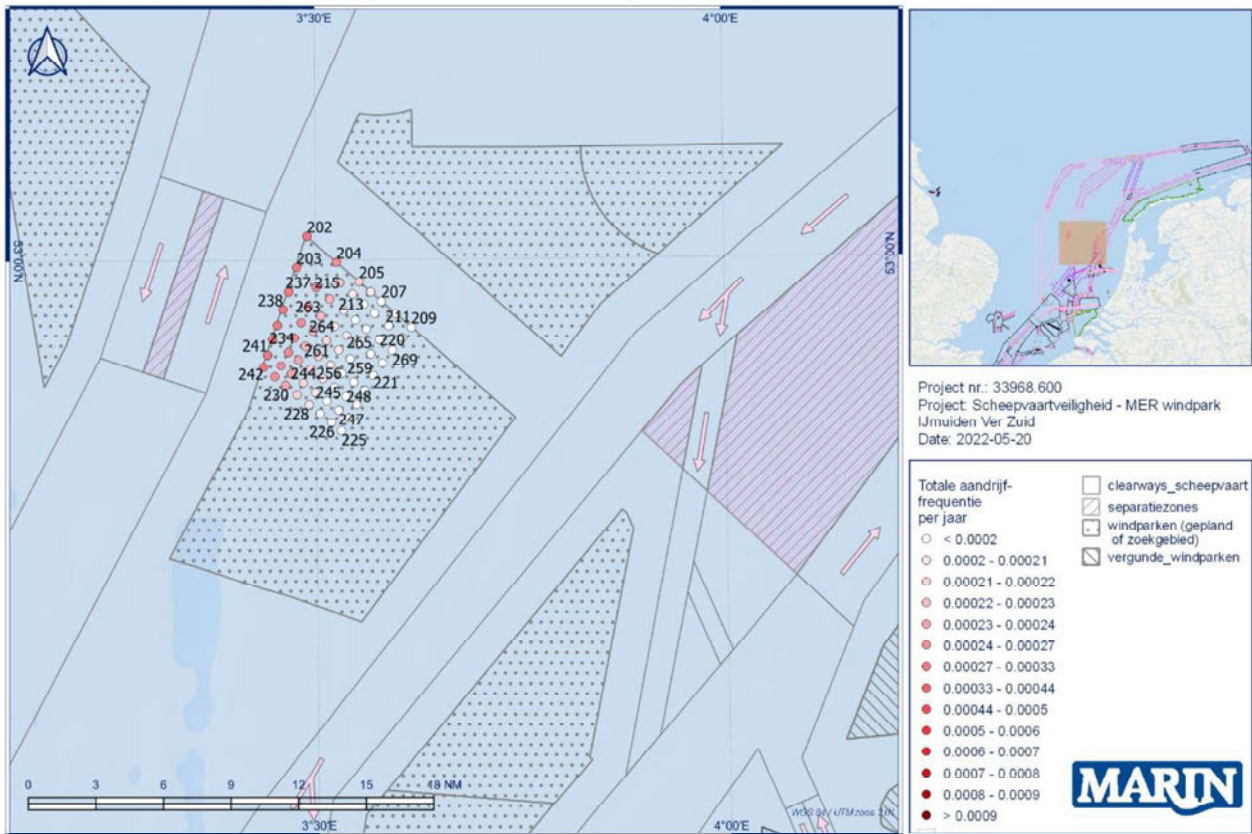 3°30'E
4°00'E
53°00'N
53°00'N
202
203
204
205
237
215
207
238
213
263
211
209
264
234
265
220
241
261
269
242
244
256
259
221
230
245
248
228
247
226
225
0 3 6 9 12 15 18 NM
WGS 84 / UTM zone 31N
3°30'E
4°00'E
Project nr.: 33968.600
Project: Scheepvaartveiligheid - MER windpark
IJmuiden Ver Zuid
Date: 2022-05-20
Totale aandrijf-
frequentie
per jaar
< 0.0002
0.0002 - 0.00021
0.00021 - 0.00022
0.00022 - 0.00023
0.00023 - 0.00024
0.00024 - 0.00027
0.00027 - 0.00033
0.00033 - 0.00044
0.00044 - 0.0005
0.0005 - 0.0006
0.0006 - 0.0007
0.0007 - 0.0008
0.0008 - 0.0009
> 0.0009
clearways_scheepvaart
separatiezones
windparken (gepland
of zoekgebied)
vergunde_windparken
MARIN